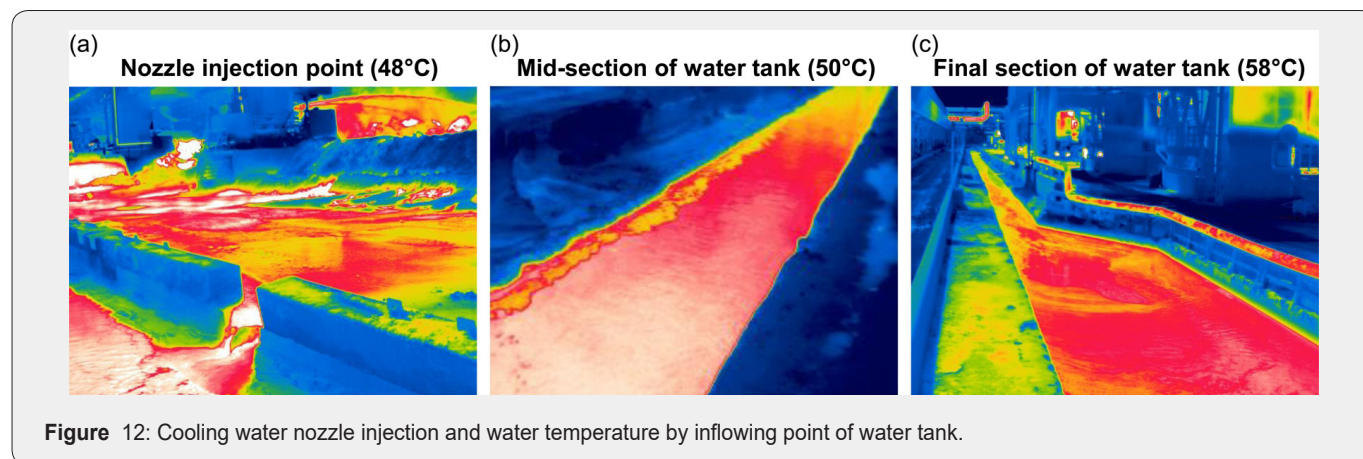 (a)
Nozzle injection point (48°C)
(b)
Mid-section of water tank (50°C)
(c)
Final section of water tank (58°C)
Figure 12: Cooling water nozzle injection and water temperature by inflowing point of water tank.